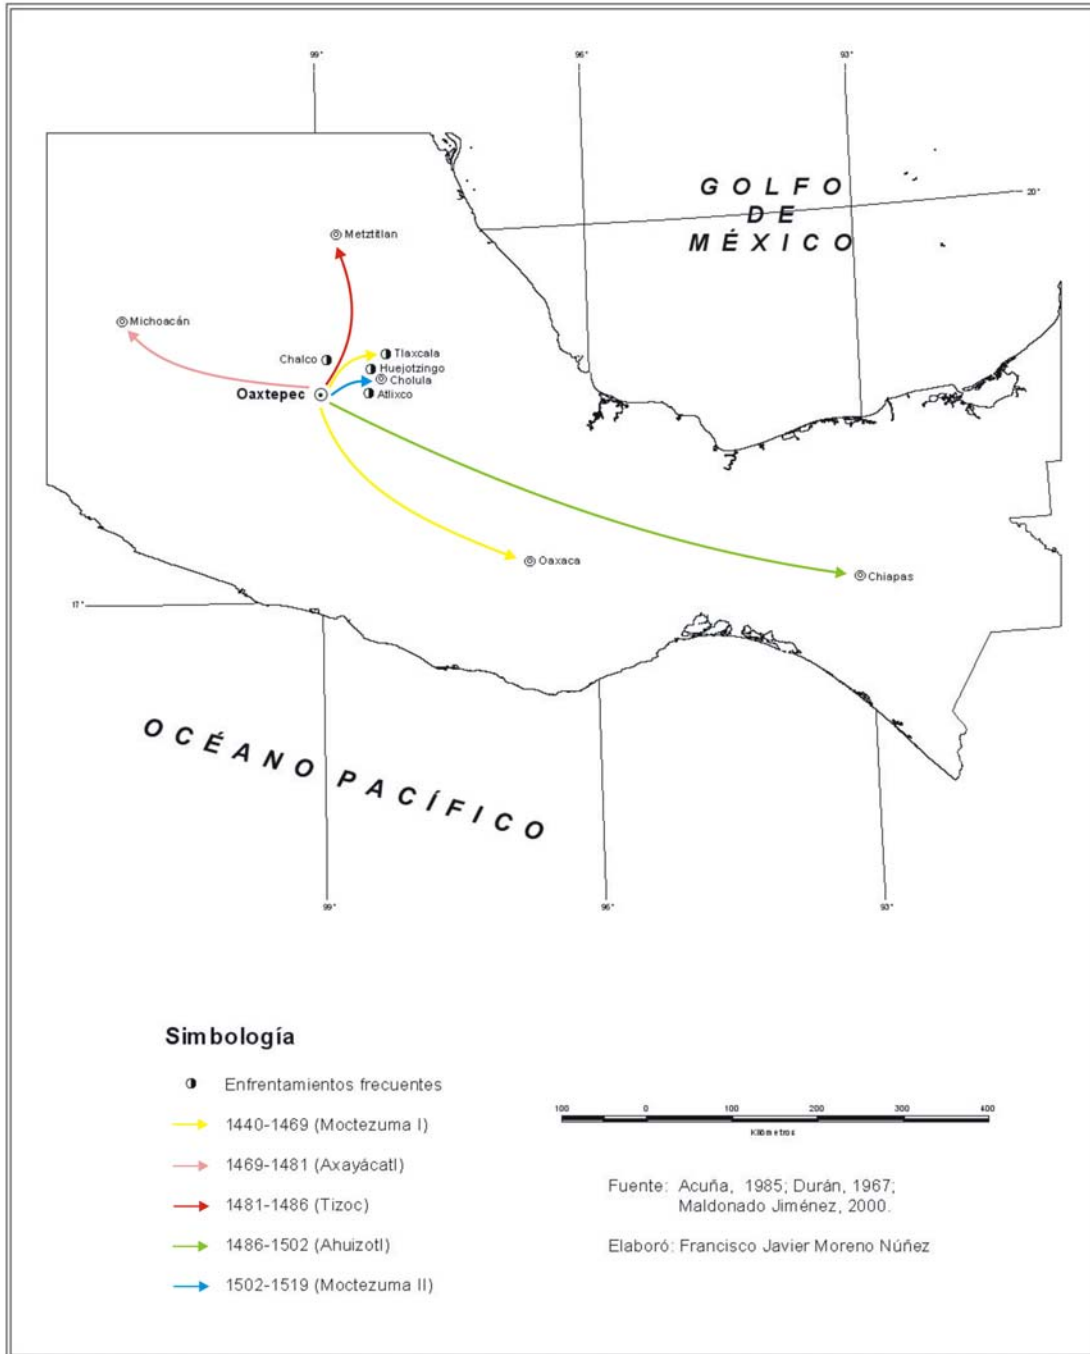 99°
96°
93°
GOLFO
DE
MÉXICO
20°
Metztitlan
Michoacán
Chalco
Tlaxcala
Huejotzingo
Cholula
Oaxtepec
Atlixco
Oaxaca
Chiapas
17°
OCÉANO PACÍFICO
99°
96°
93°
Simbología
Enfrentamientos frecuentes
1440-1469 (Moctezuma I)
1469-1481 (Axayácatl)
1481-1486 (Tizoc)
1486-1502 (Ahuizotl)
1502-1519 (Moctezuma II)
100 0 100 200 300 400
Kilómetros
Fuente: Acuña, 1985; Durán, 1967;
Maldonado Jiménez, 2000.
Elaboró: Francisco Javier Moreno Núñez